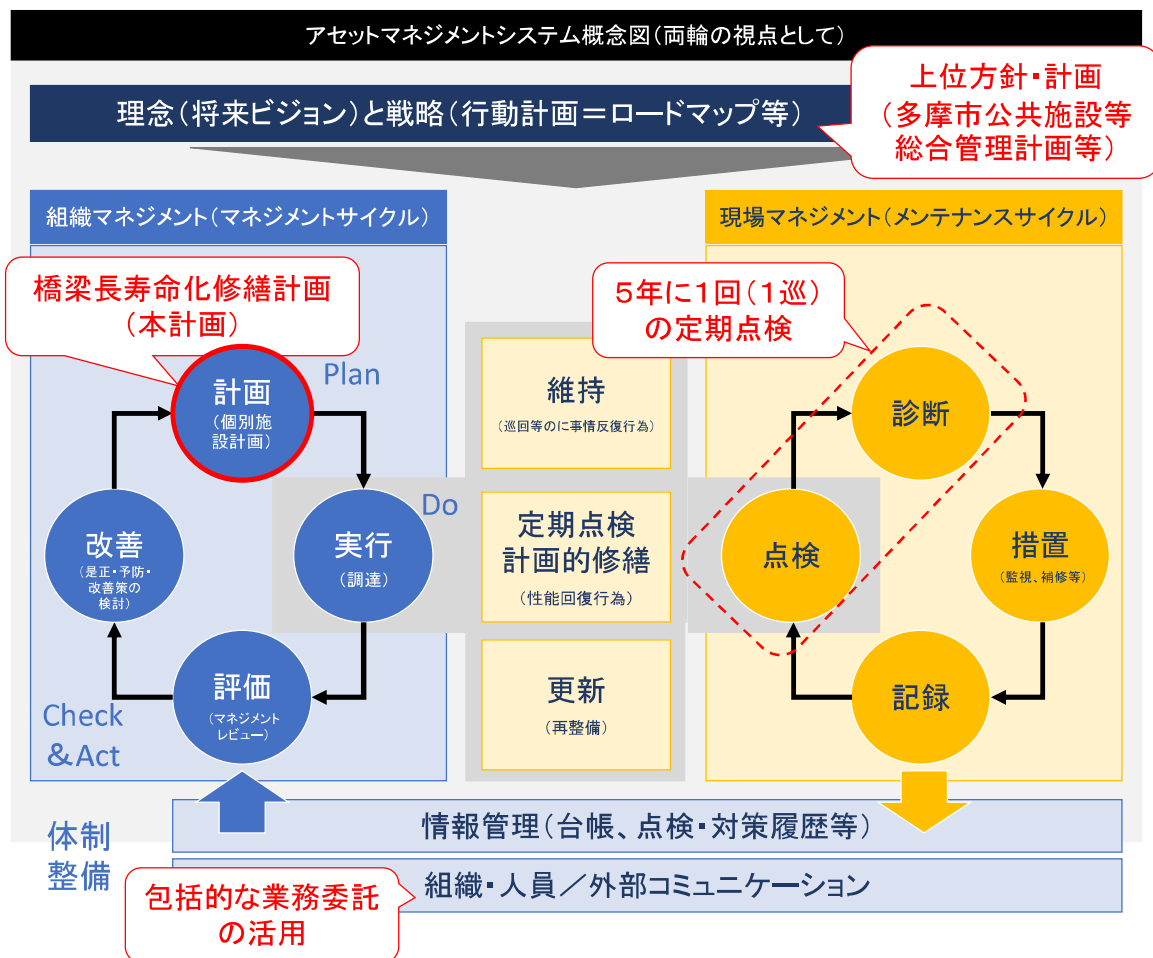 アセットマネジメントシステム概念図(両輪の視点として)
理念(将来ビジョン)と戦略(行動計画=ロードマップ等)
上位方針・計画
(多摩市公共施設等
総合管理計画等)
組織マネジメント(マネジメントサイクル)
橋梁長寿命化修繕計画
(本計画)
計画
(個別施
設計画)
Plan
実行
(調達)
Do
評価
(マネジメント
レビュー)
Check
&Act
改善
(是正・予防・
改善策の
検討)
維持
(巡回等のに事情反復行為)
定期点検
計画的修繕
(性能回復行為)
更新
(再整備)
現場マネジメント(メンテナンスサイクル)
5年に1回(1巡)
の定期点検
診断
措置
(監視、補修等)
記録
点検
体制
整備
情報管理(台帳、点検・対策履歴等)
組織・人員/外部コミュニケーション
包括的な業務委託
の活用